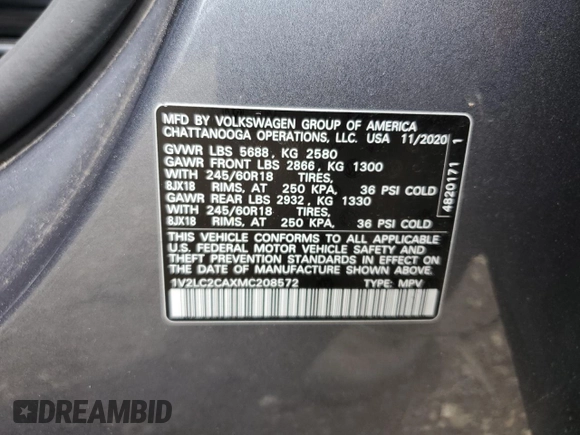 MFD BY VOLKSWAGEN GROUP OF AMERICA
CHATTANOOGA OPERATIONS, LLC. USA 11/2020
GVWR LBS 5688, KG 2580
GAWR FRONT LBS 2866, KG 1300
WITH 245/60R18 TIRES,
8JX18 RIMS, AT 250 KPA, 36 PSI COLD
GAWR REAR LBS 2932, KG 1330
WITH 245/60R18 TIRES,
8JX18 RIMS, AT 250 KPA, 36 PSI COLD
THIS VEHICLE CONFORMS TO ALL APPLICABLE
U.S. FEDERAL MOTOR VEHICLE SAFETY AND
THEFT PREVENTION STANDARDS IN EFFECT ON
THE DATE OF MANUFACTURE SHOWN ABOVE.
1V2LC2CAXMC208572 TYPE: MPV
4820171 1
DREAMBID